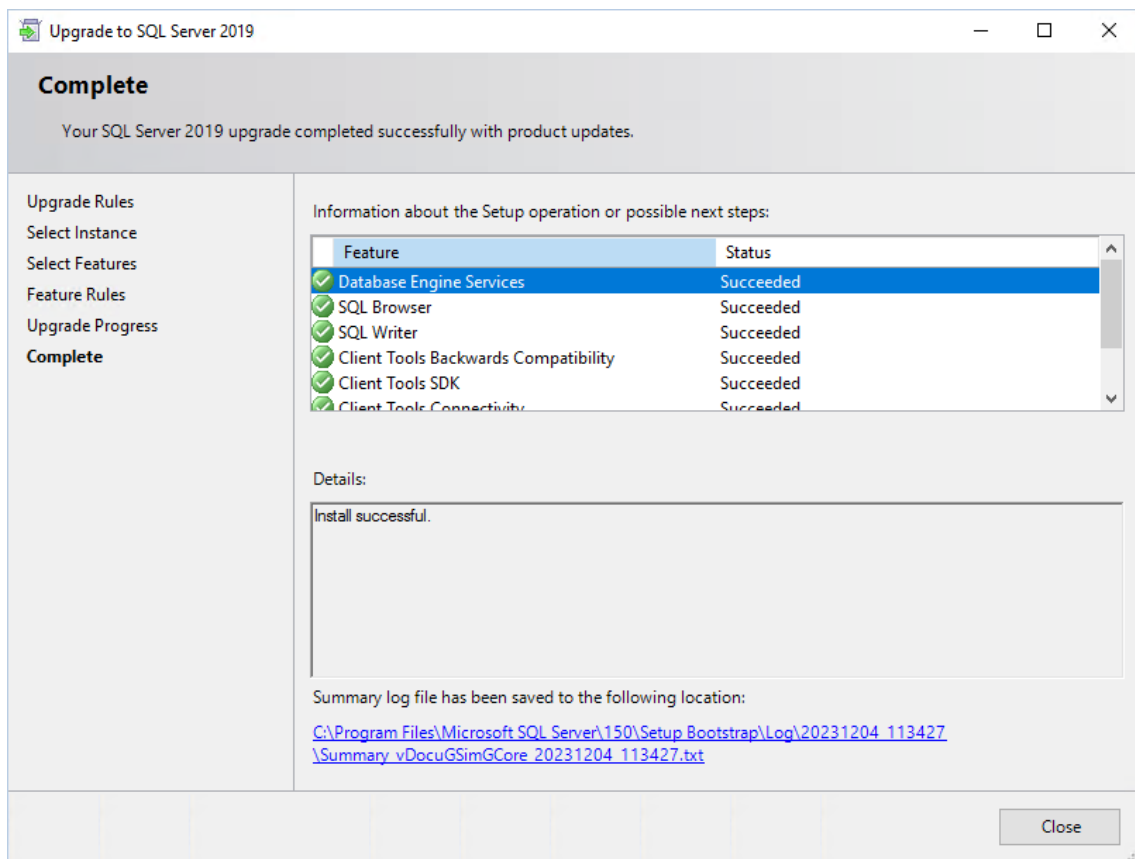 Upgrade to SQL Server 2019
Complete
Your SQL Server 2019 upgrade completed successfully with product updates.
Upgrade Rules
Select Instance
Select Features
Feature Rules
Upgrade Progress
Complete
Information about the Setup operation or possible next steps:
Feature Status
Database Engine Services Succeeded
SQL Browser Succeeded
SQL Writer Succeeded
Client Tools Backwards Compatibility Succeeded
Client Tools SDK Succeeded
Client Tools Connectivity Succeeded
Details:
Install successful.
Summary log file has been saved to the following location:
C:\Program Files\Microsoft SQL Server\150\Setup Bootstrap\Log\20231204_113427
\Summary_vDocuGSimGCore_20231204_113427.txt
Close